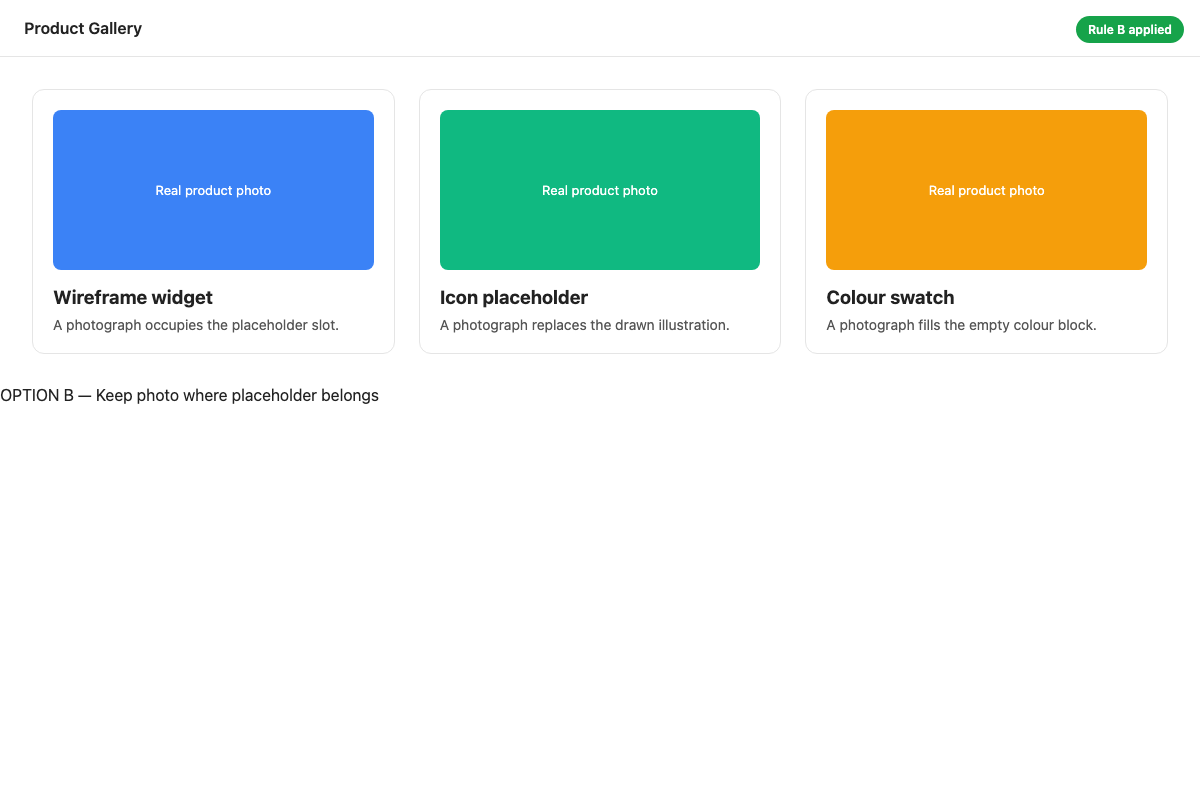 Product Gallery
Rule B applied
Real product photo
Real product photo
Real product photo
Wireframe widget
A photograph occupies the placeholder slot.
Icon placeholder
A photograph replaces the drawn illustration.
Colour swatch
A photograph fills the empty colour block.
OPTION B — Keep photo where placeholder belongs